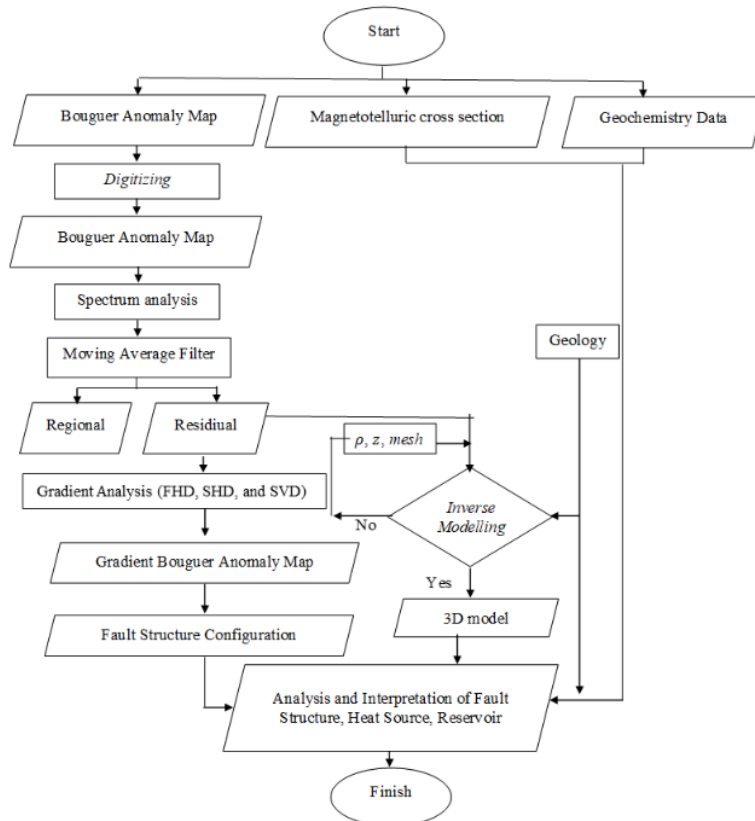 Start
Bouguer Anomaly Map
Magnetotelluric cross section
Geochemistry Data
Digitizing
Bouguer Anomaly Map
Spectrum analysis
Moving Average Filter
Geology
Regional
Residiual
ρ, z, mesh
Gradient Analysis (FHD, SHD, and SVD)
Inverse
Modelling
No
Gradient Bouguer Anomaly Map
Yes
3D model
Fault Structure Configuration
Analysis and Interpretation of Fault
Structure, Heat Source, Reservoir
Finish